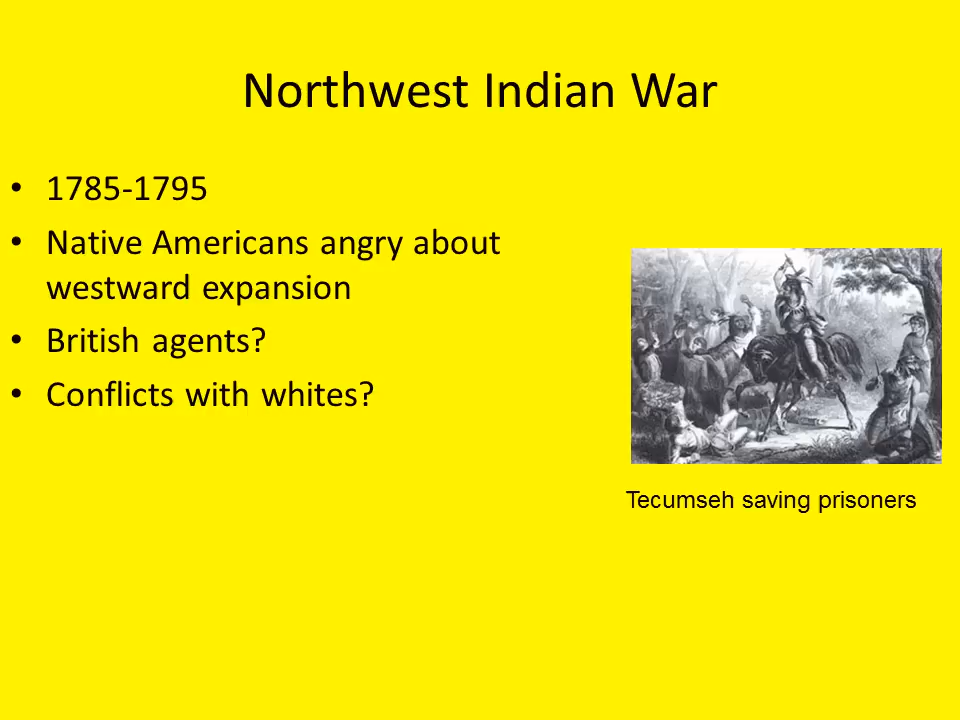 Northwest Indian War
• 1785-1795
• Native Americans angry about
westward expansion
• British agents?
• Conflicts with whites?
Tecumseh saving prisoners